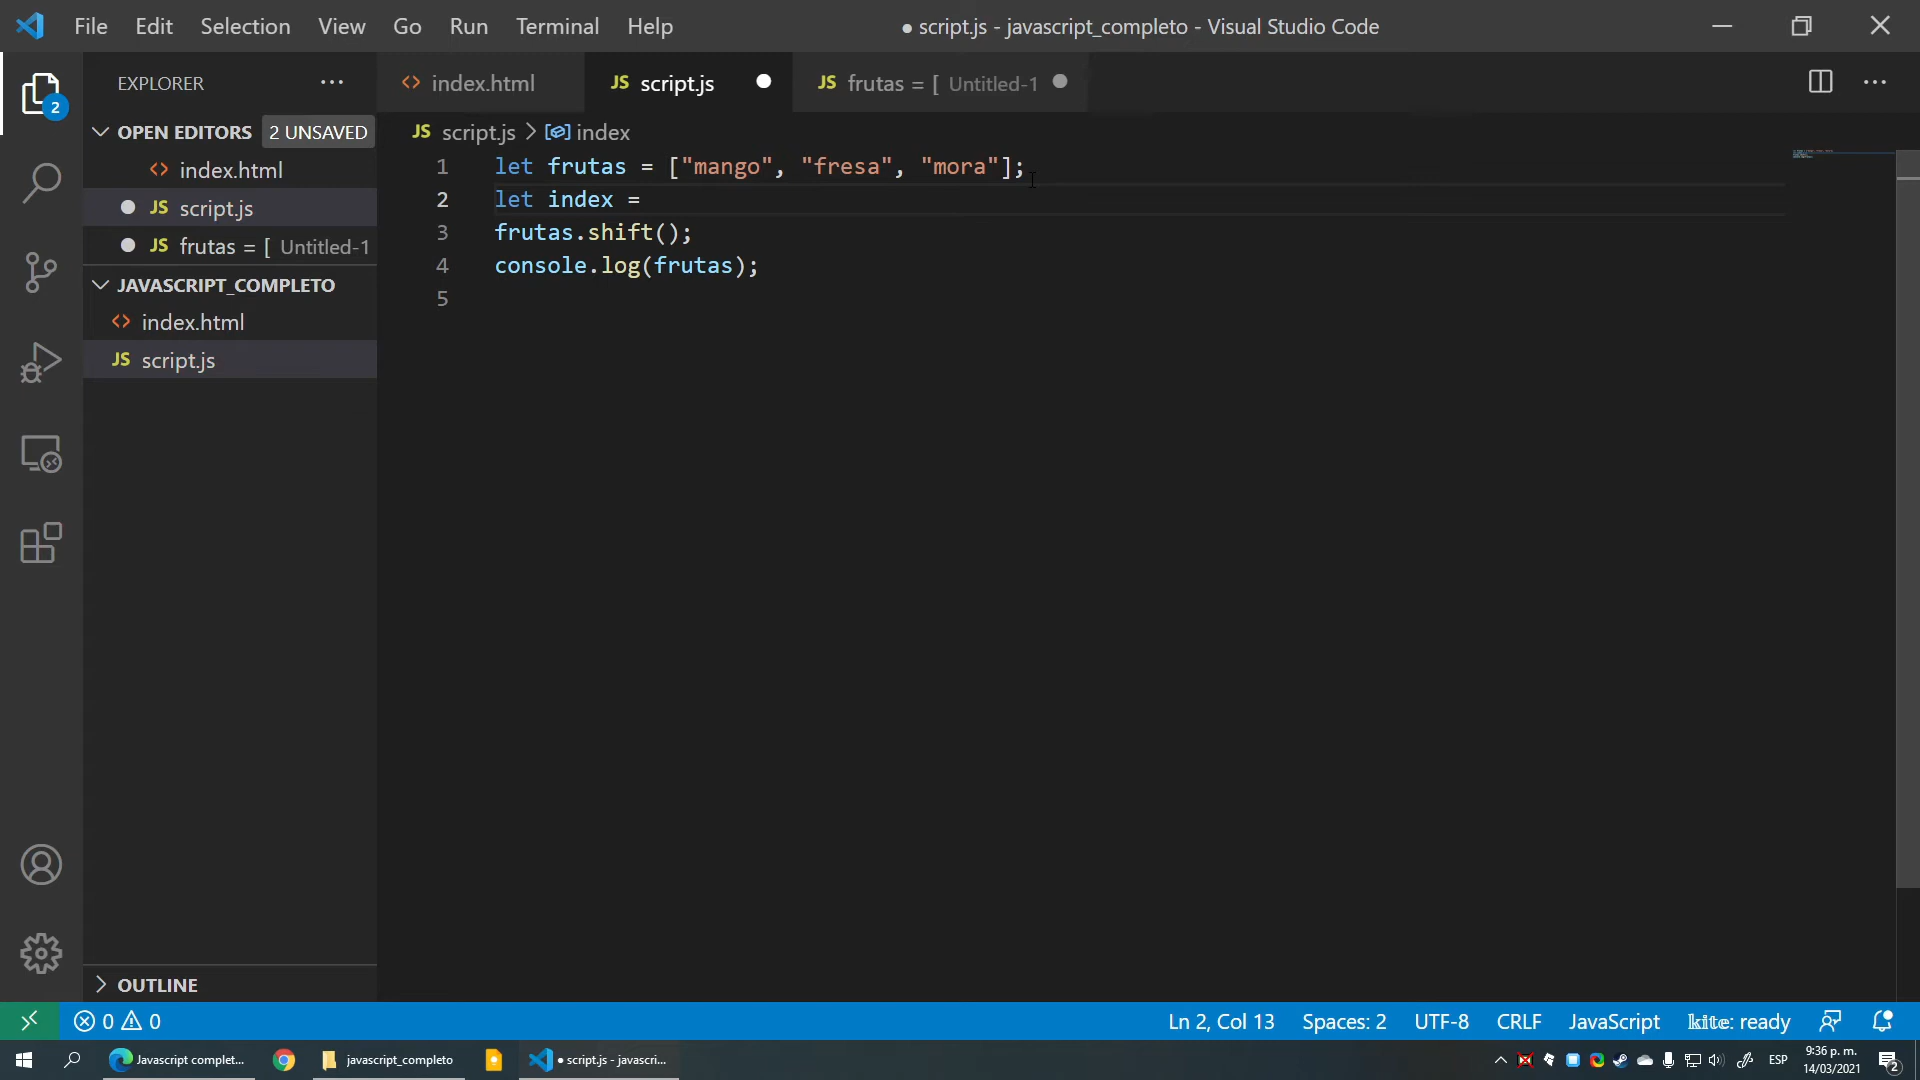 File Edit Selection View Go Run Terminal Help
● script.js - javascript_completo - Visual Studio Code
EXPLORER
<> index.html
JS script.js
JS frutas = [ Untitled-1
OPEN EDITORS
2 UNSAVED
<> index.html
JS script.js
JS frutas = [ Untitled-1
JAVASCRIPT_COMPLETO
<> index.html
JS script.js
OUTLINE
2
JS script.js > index
1 let frutas = ["mango", "fresa", "mora"];
2 let index =
3 frutas.shift();
4 console.log(frutas);
5
0 0
Ln 2, Col 13
Spaces: 2
UTF-8
CRLF
JavaScript
kite: ready
Javascript complet...
javascript_completo
● script.js - javascri...
ESP
9:36 p. m.
14/03/2021
2